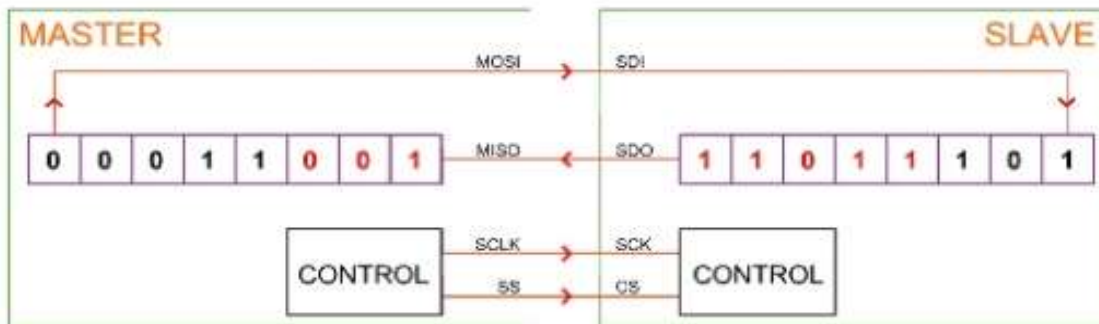 MASTER SLAVE
MOSI SDI
0 0 0 1 1 0 0 1 MISO SDO 1 1 0 1 1 1 0 1
SCLK SCK
CONTROL CONTROL
SS CS